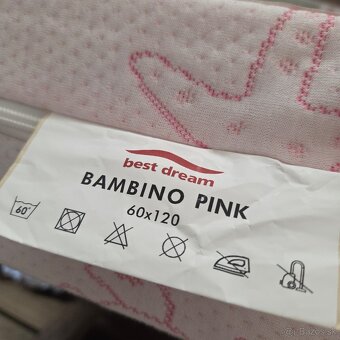 best dream
BAMBINO PINK
60x120
60°